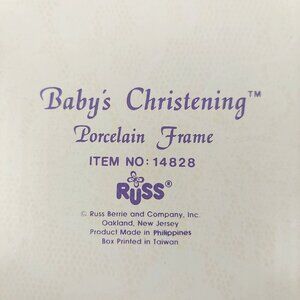 Baby's Christening™
Porcelain Frame
ITEM NO: 14828
RUSS®
© Russ Berrie and Company, Inc.
Oakland, New Jersey
Product Made in Philippines
Box Printed in Taiwan